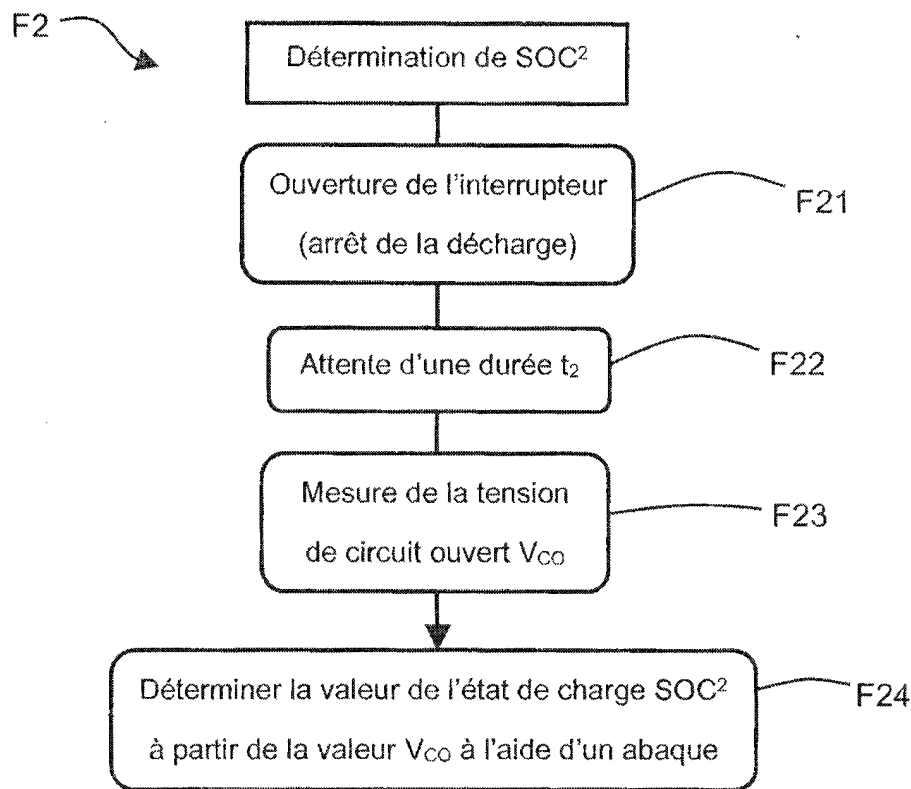 F2
Détermination de SOC²
Ouverture de l'interrupteur
(arrêt de la décharge)
F21
Attente d'une durée t₂
F22
Mesure de la tension
de circuit ouvert V_CO
F23
Déterminer la valeur de l'état de charge SOC²
à partir de la valeur V_CO à l'aide d'un abaque
F24